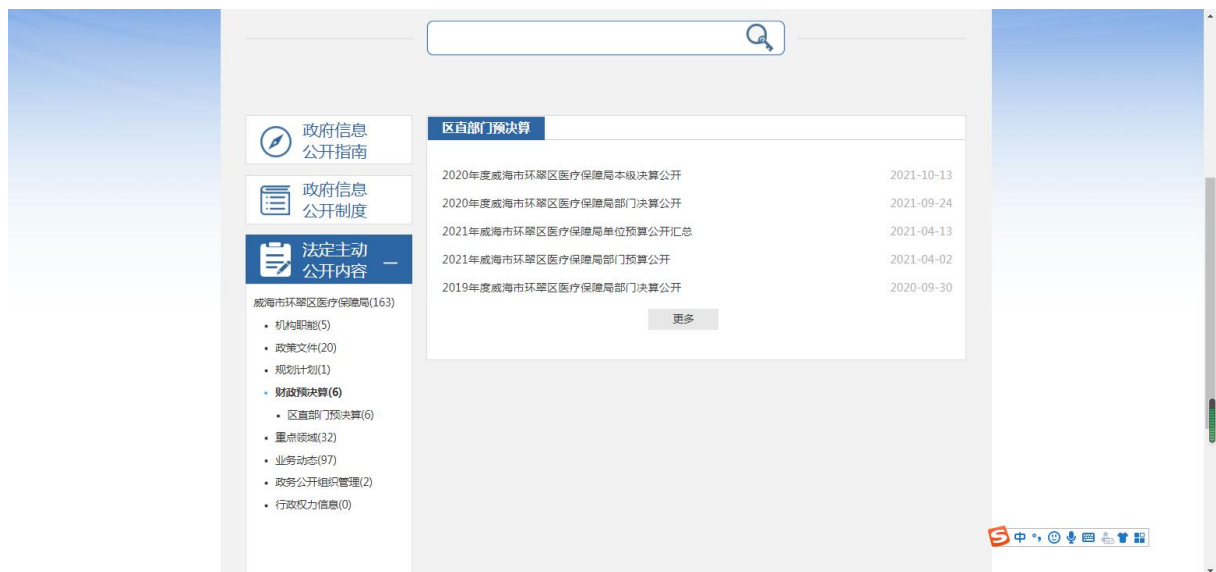 政府信息
公开指南
政府信息
公开制度
法定主动
公开内容
威海市环翠区医疗保障局(163)
机构职能(5)
政策文件(20)
规划计划(1)
财政预决算(6)
区直部门预决算(6)
重点领域(32)
业务动态(97)
政务公开组织管理(2)
行政权力信息(0)
区直部门预决算
2020年度威海市环翠区医疗保障局本级决算公开 2021-10-13
2020年度威海市环翠区医疗保障局部门决算公开 2021-09-24
2021年威海市环翠区医疗保障局单位预算公开汇总 2021-04-13
2021年威海市环翠区医疗保障局部门预算公开 2021-04-02
2019年度威海市环翠区医疗保障局部门决算公开 2020-09-30
更多
中